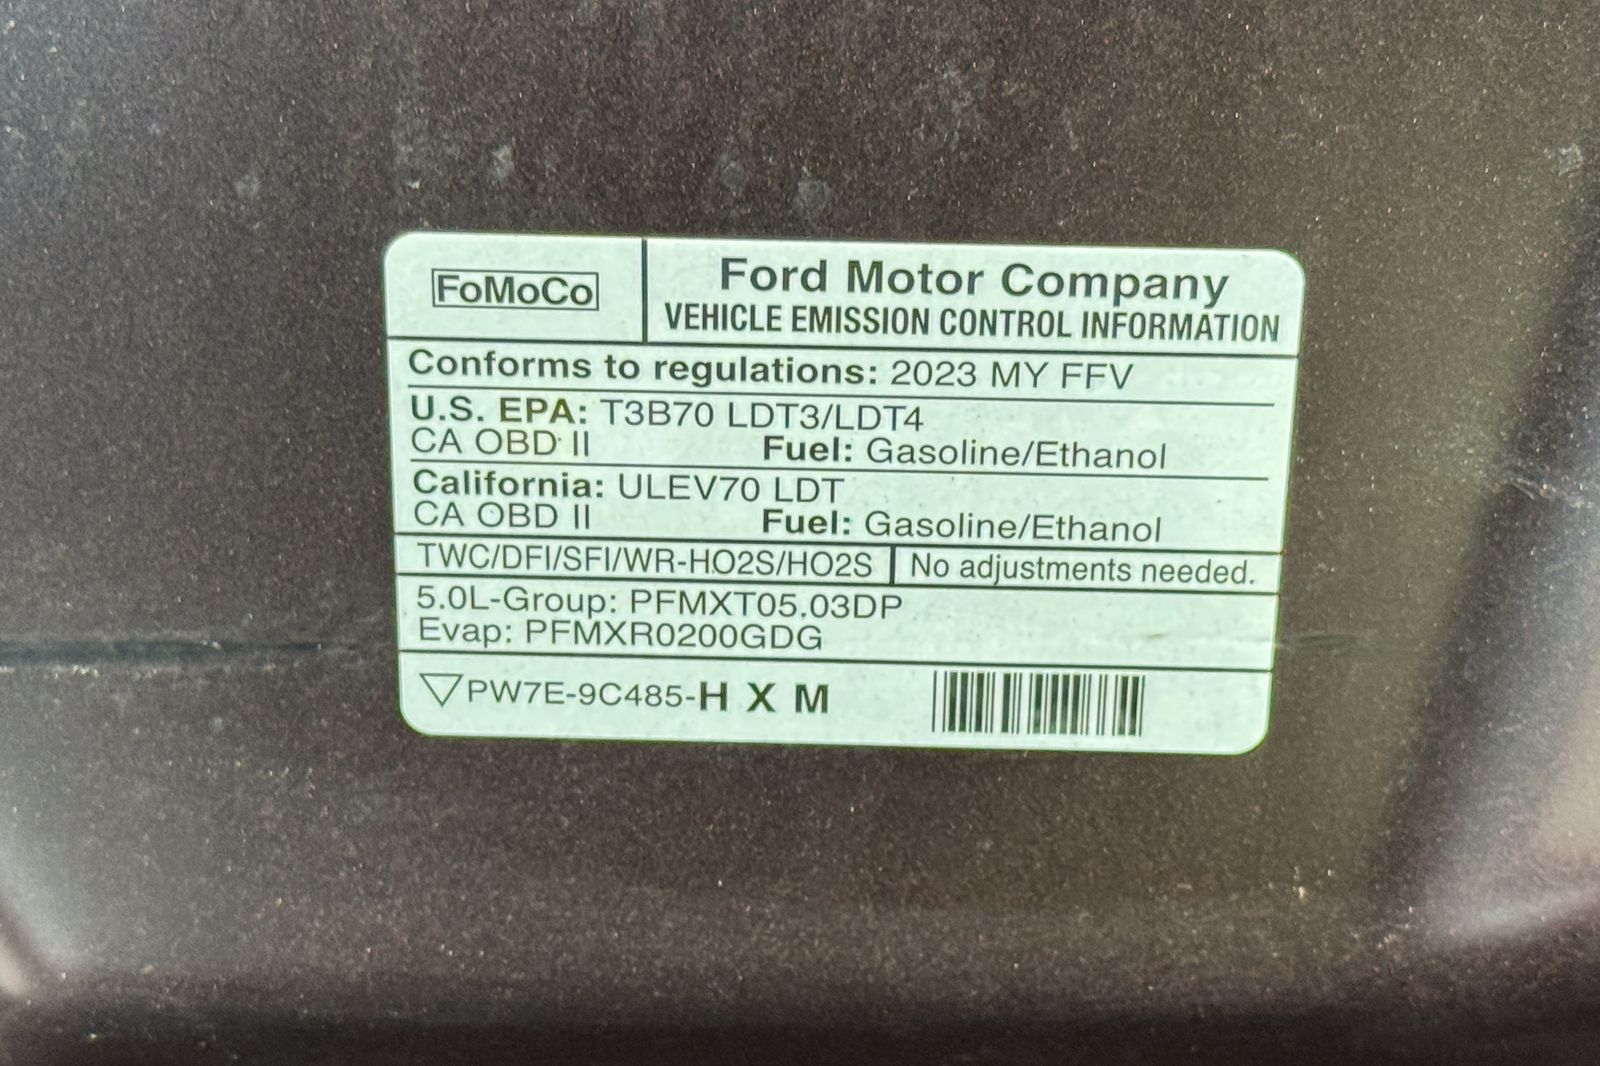 FoMoCo
Ford Motor Company
VEHICLE EMISSION CONTROL INFORMATION
Conforms to regulations: 2023 MY FFV
U.S. EPA: T3B70 LDT3/LDT4
CA OBD II Fuel: Gasoline/Ethanol
California: ULEV70 LDT
CA OBD II Fuel: Gasoline/Ethanol
TWC/DFI/SFI/WR-HO2S/HO2S No adjustments needed.
5.0L-Group: PFMXT05.03DP
Evap: PFMXR0200GDG
PW7E-9C485-H X M